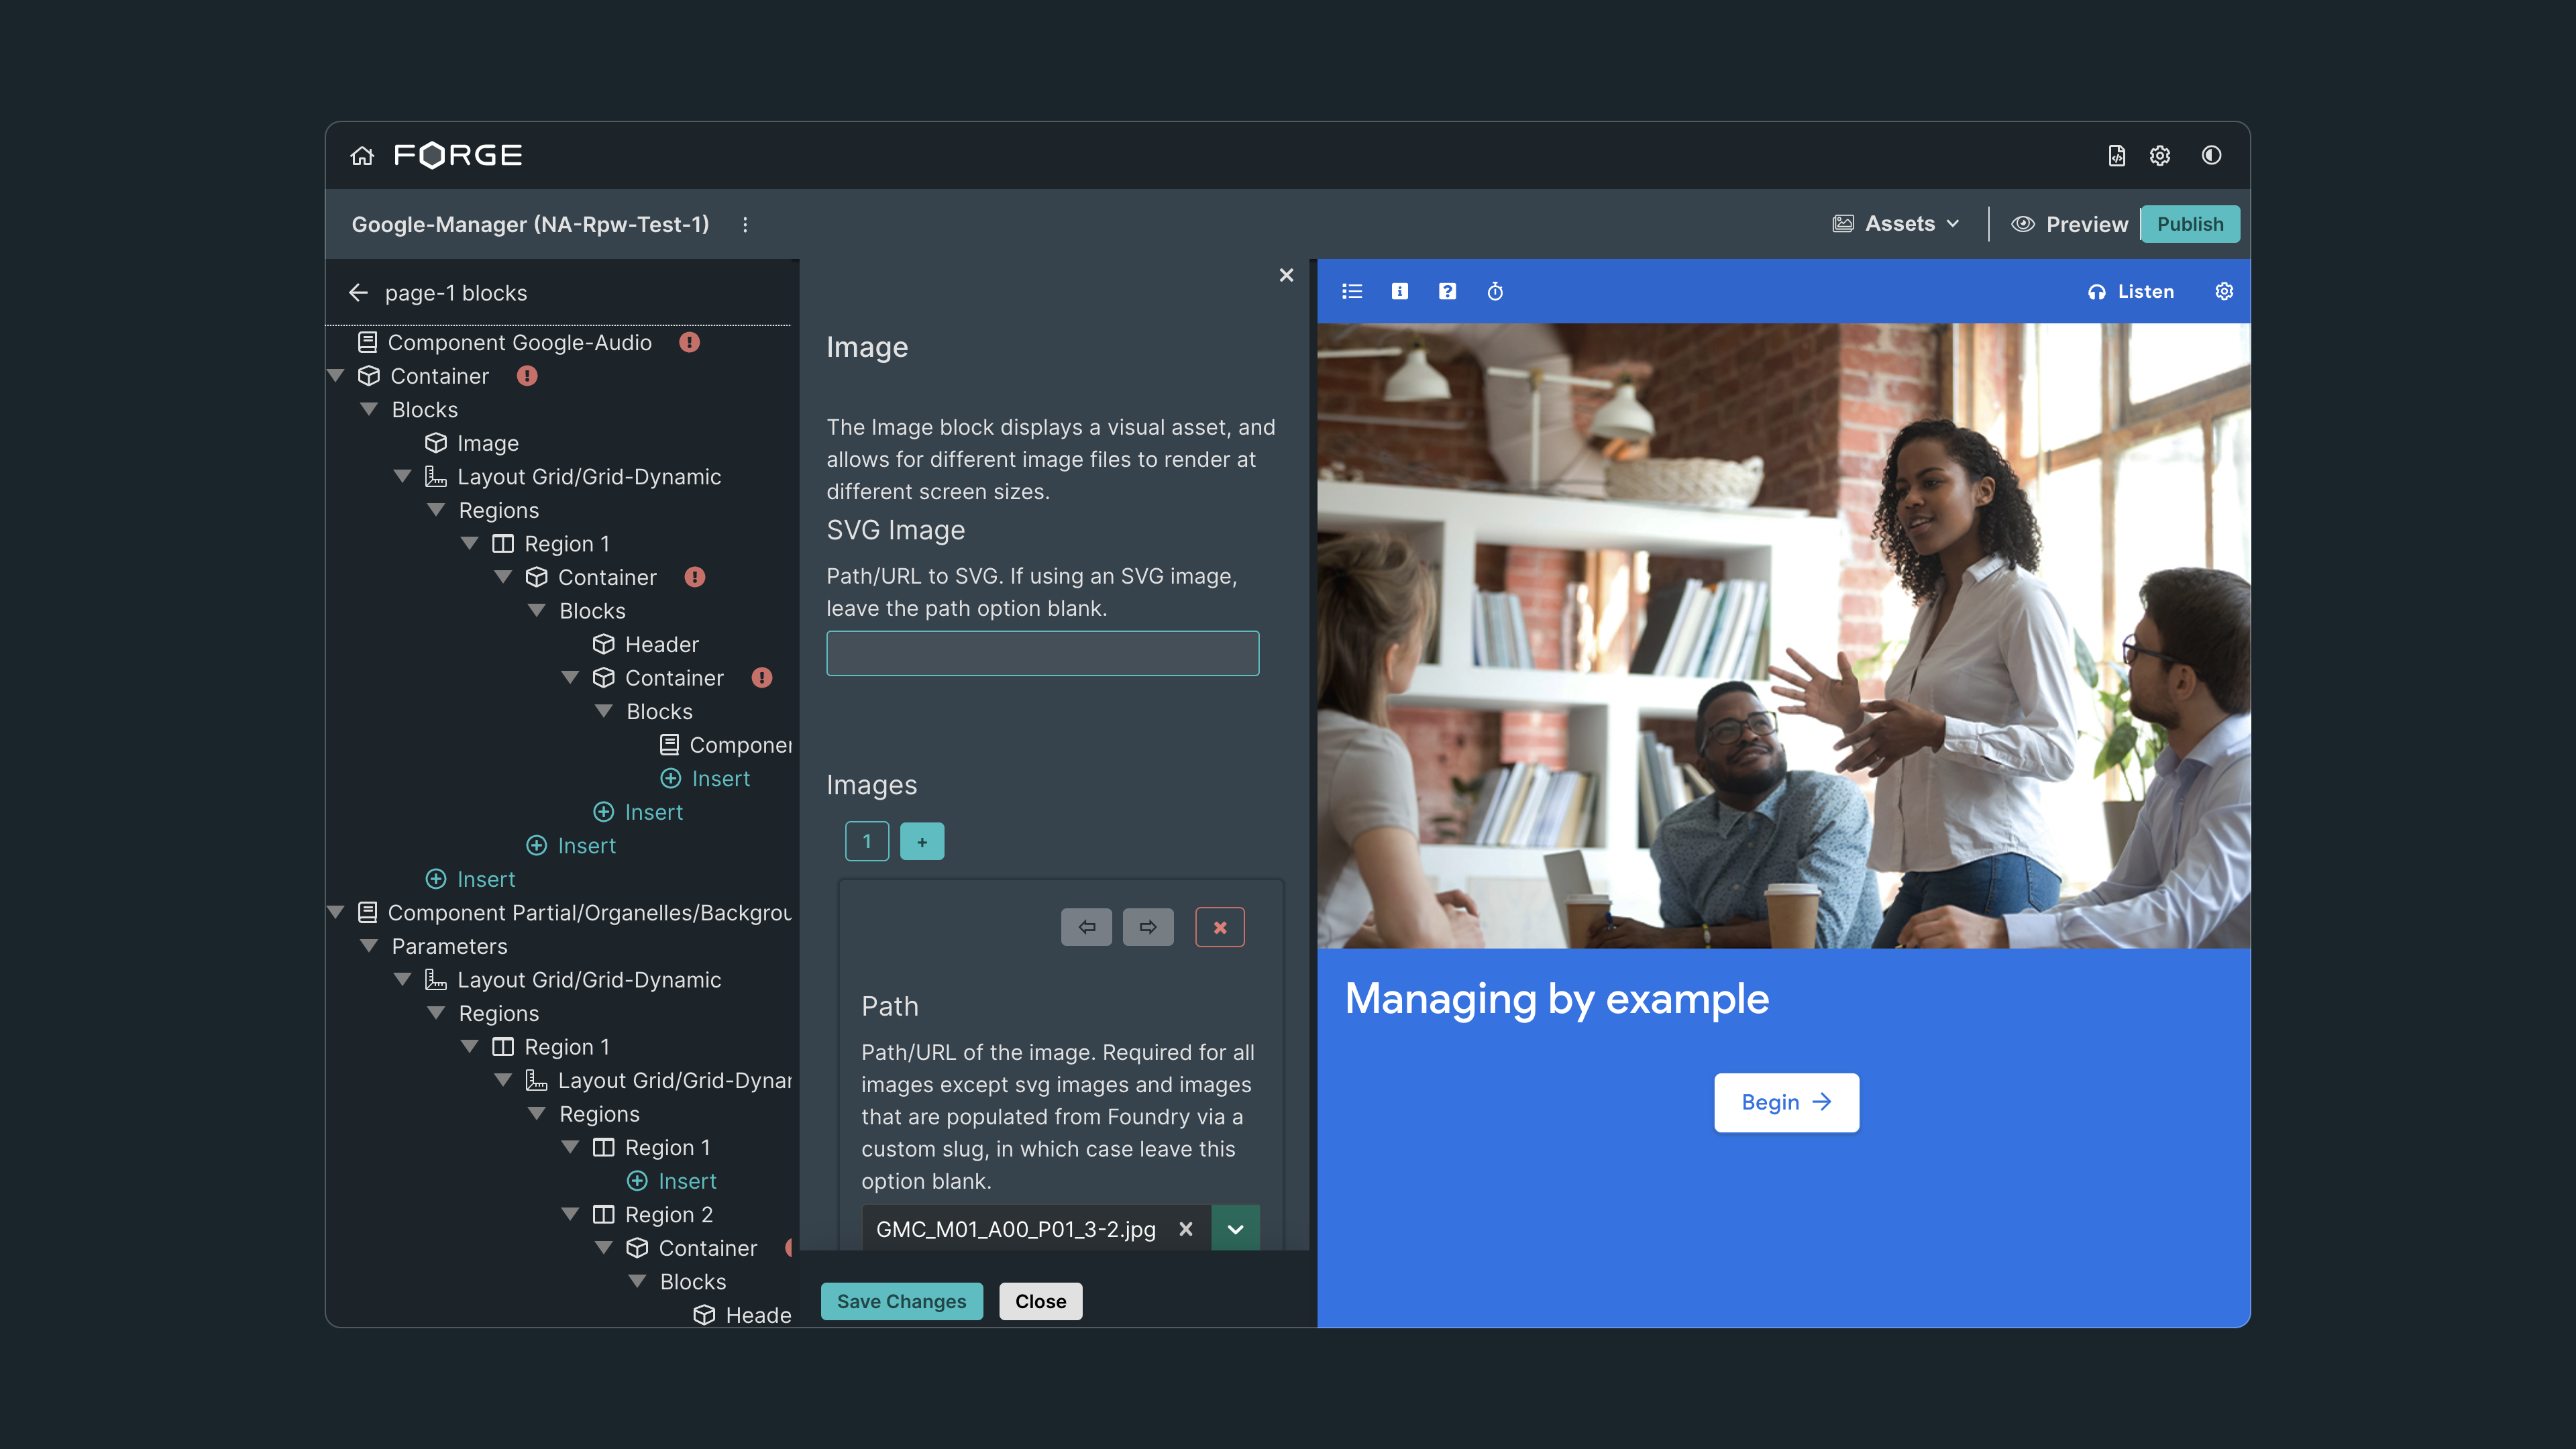 FORGE
Google-Manager (NA-Rpw-Test-1)
Assets
Preview
Publish
page-1 blocks
Component Google-Audio
Container
Blocks
Image
Layout Grid/Grid-Dynamic
Regions
Region 1
Container
Blocks
Header
Container
Blocks
Componen
Insert
Insert
Insert
Insert
Component Partial/Organelles/Backgrou
Parameters
Layout Grid/Grid-Dynamic
Regions
Region 1
Layout Grid/Grid-Dynam
Regions
Region 1
Insert
Region 2
Container
Blocks
Heade
Image
The Image block displays a visual asset, and
allows for different image files to render at
different screen sizes.
SVG Image
Path/URL to SVG. If using an SVG image,
leave the path option blank.
Images
1
+
Path
Path/URL of the image. Required for all
images except svg images and images
that are populated from Foundry via a
custom slug, in which case leave this
option blank.
GMC_M01_A00_P01_3-2.jpg
Save Changes
Close
Listen
Managing by example
Begin